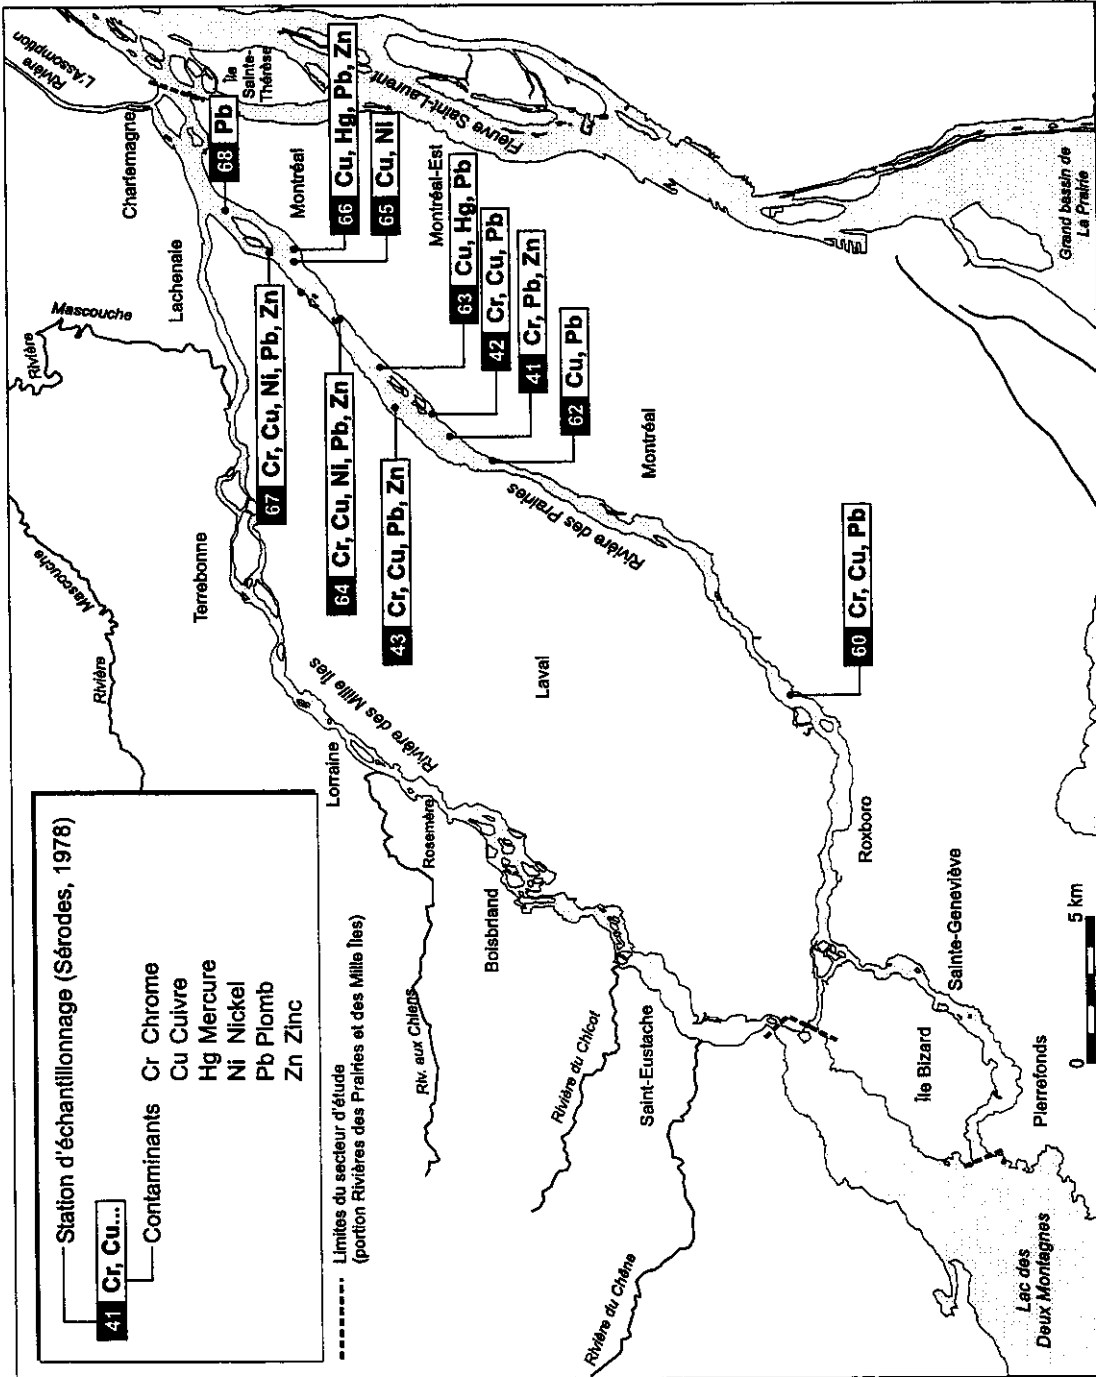 Station d'échantillonnage (Sérodes, 1978)
41 Cr, Cu...
Contaminants
Cr Chrome
Cu Cuivre
Hg Mercure
Ni Nickel
Pb Plomb
Zn Zinc
Limites du secteur d'étude
(portion Rivières des Prairies et des Mille Îles)
Rivière
Mascouche
Rivière
Mascouche
Rivière
L'Assomption
Charlemagne
Lachenaie
Terrebonne
Île
Sainte-
Thérèse
68 Pb
Montréal
66 Cu, Hg, Pb, Zn
65 Cu, Ni
Fleuve Saint-Laurent
Montréal-Est
67 Cr, Cu, Ni, Pb, Zn
63 Cu, Hg, Pb
64 Cr, Cu, Ni, Pb, Zn
42 Cr, Cu, Pb
43 Cr, Cu, Pb, Zn
41 Cr, Pb, Zn
62 Cu, Pb
Lorraine
Rivière des Mille Îles
Rosemère
Riv. aux Chiens
Boisbriand
Laval
Rivière des Prairies
Montréal
Rivière du Chicot
Saint-Eustache
Rivière du Chêne
60 Cr, Cu, Pb
Roxboro
Sainte-Geneviève
Île Bizard
Pierrefonds
Lac des
Deux Montagnes
Grand bassin de
La Prairie
0 5 km